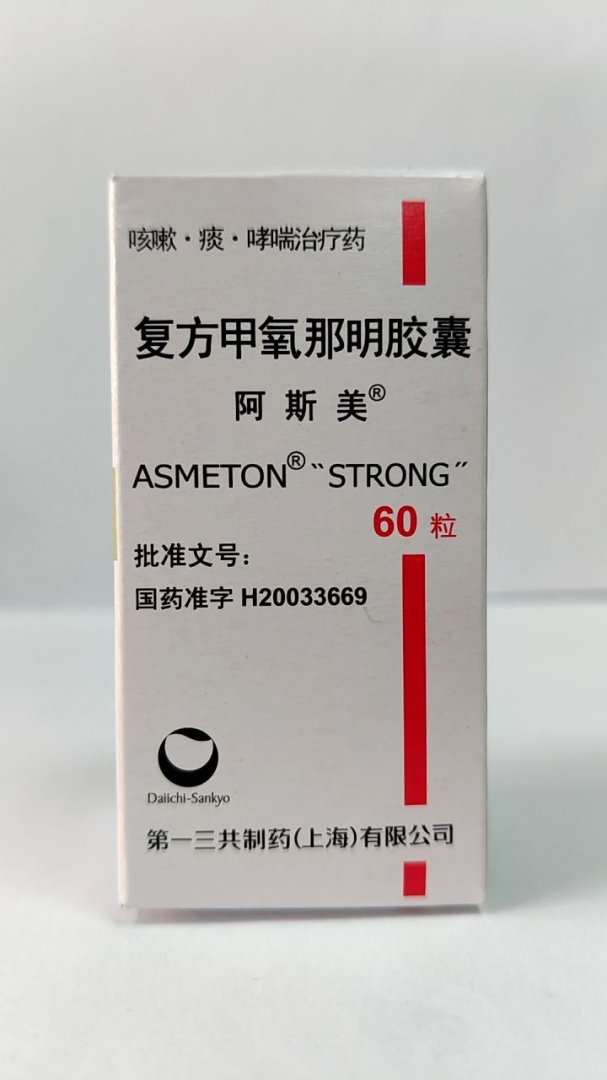 咳嗽·痰·哮喘治疗药
复方甲氧那明胶囊
阿斯美®
ASMETON® “STRONG”
60 粒
批准文号：
国药准字 H20033669
Daiichi-Sankyo
第一三共制药(上海)有限公司